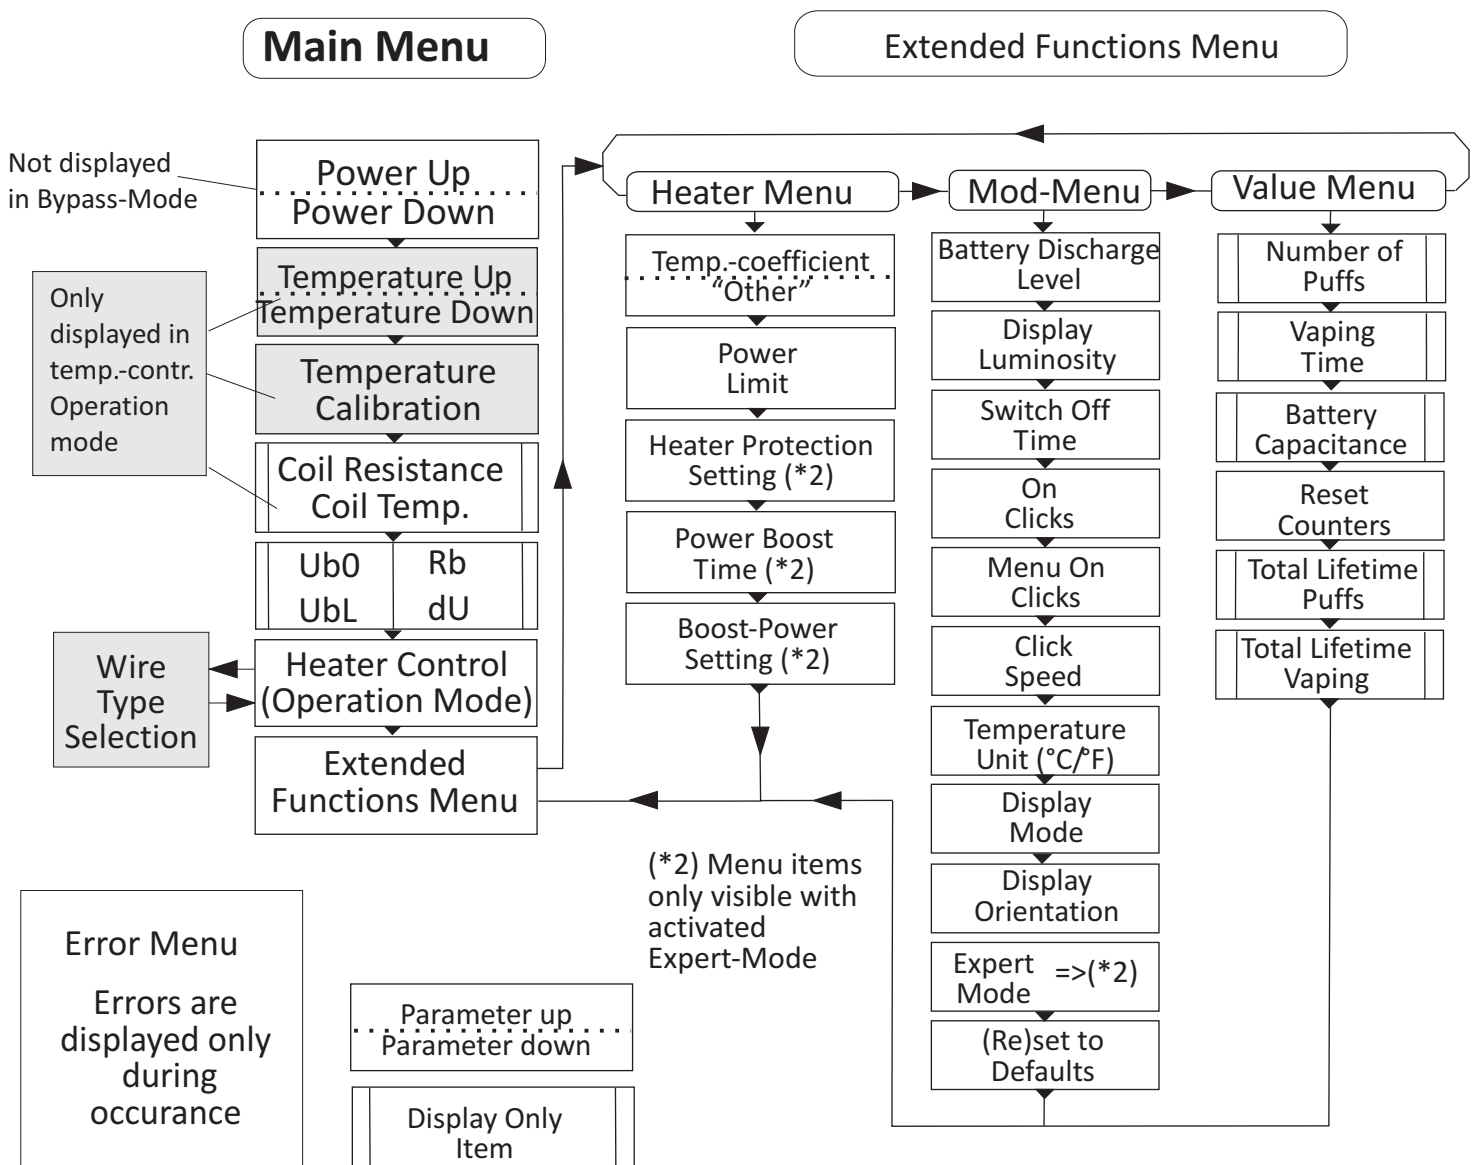 Main Menu
Extended Functions Menu
Not displayed
in Bypass-Mode
Power Up
Power Down
Only
displayed in
temp.-contr.
Operation
mode
Temperature Up
Temperature Down
Temperature
Calibration
Coil Resistance
Coil Temp.
Ub0 Rb
UbL dU
Wire
Type
Selection
Heater Control
(Operation Mode)
Extended
Functions Menu
Heater Menu
Temp.-coefficient
“Other”
Power
Limit
Heater Protection
Setting (*2)
Power Boost
Time (*2)
Boost-Power
Setting (*2)
(*2) Menu items
only visible with
activated
Expert-Mode
Mod-Menu
Battery Discharge
Level
Display
Luminosity
Switch Off
Time
On
Clicks
Menu On
Clicks
Click
Speed
Temperature
Unit (°C/°F)
Display
Mode
Display
Orientation
Expert =>(*2)
Mode
(Re)set to
Defaults
Value Menu
Number of
Puffs
Vaping
Time
Battery
Capacitance
Reset
Counters
Total Lifetime
Puffs
Total Lifetime
Vaping
Error Menu
Errors are
displayed only
during
occurance
Parameter up
Parameter down
Display Only
Item